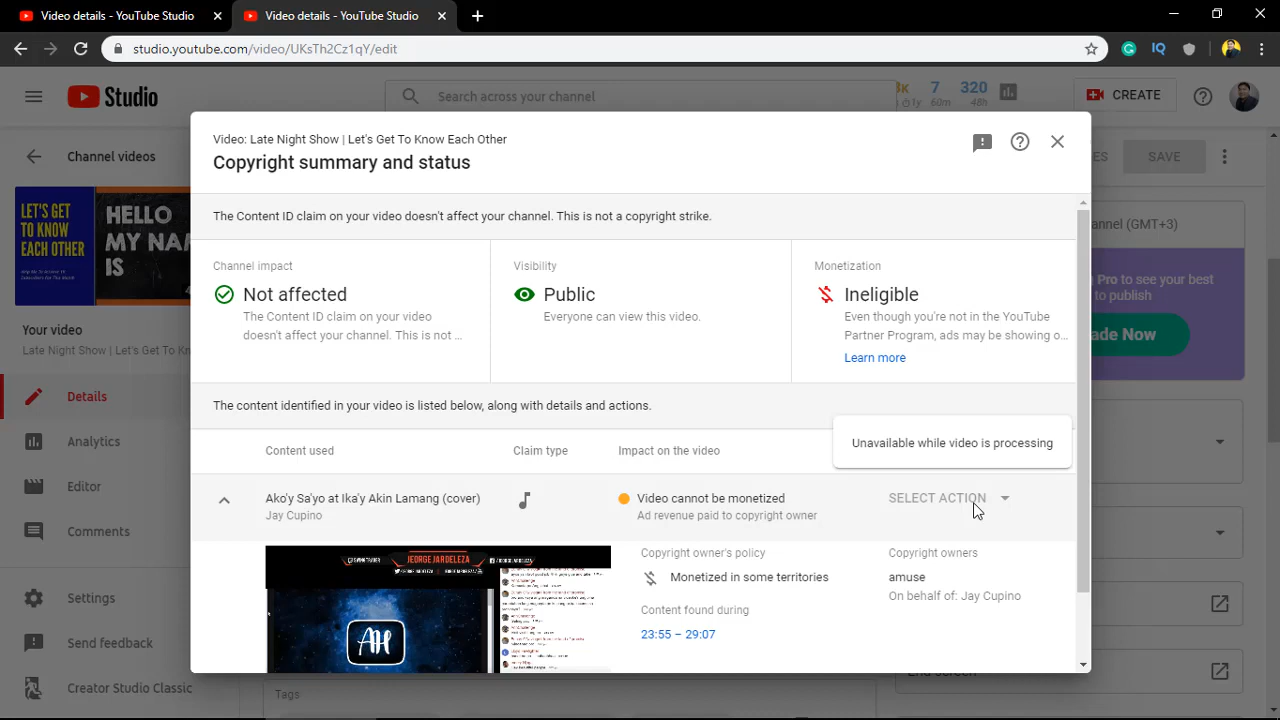 Video details - YouTube Studio
Video details - YouTube Studio
studio.youtube.com/video/UKsTh2Cz1qY/edit
Studio
Search across your channel
7
60m
320
48h
CREATE
Channel videos
SAVE
LET'S GET
TO KNOW
EACH OTHER
HELLO
MY NA
IS
Your video
Late Night Show | Let's Get To Kn
Details
Analytics
Editor
Comments
Settings
Send feedback
Creator Studio Classic
Video: Late Night Show | Let's Get To Know Each Other
Copyright summary and status
The Content ID claim on your video doesn't affect your channel. This is not a copyright strike.
Channel impact
Not affected
The Content ID claim on your video
doesn't affect your channel. This is not ...
Visibility
Public
Everyone can view this video.
Monetization
Ineligible
Even though you're not in the YouTube
Partner Program, ads may be showing o...
Learn more
The content identified in your video is listed below, along with details and actions.
Content used
Claim type
Impact on the video
Unavailable while video is processing
Ako'y Sa'yo at Ika'y Akin Lamang (cover)
Jay Cupino
Video cannot be monetized
Ad revenue paid to copyright owner
SELECT ACTION
JEORGE JARDELEZA
AH
Copyright owner's policy
Monetized in some territories
Content found during
23:55 – 29:07
Copyright owners
amuse
On behalf of: Jay Cupino
annel (GMT+3)
Pro to see your best
to publish
ade Now
End screen
Tags